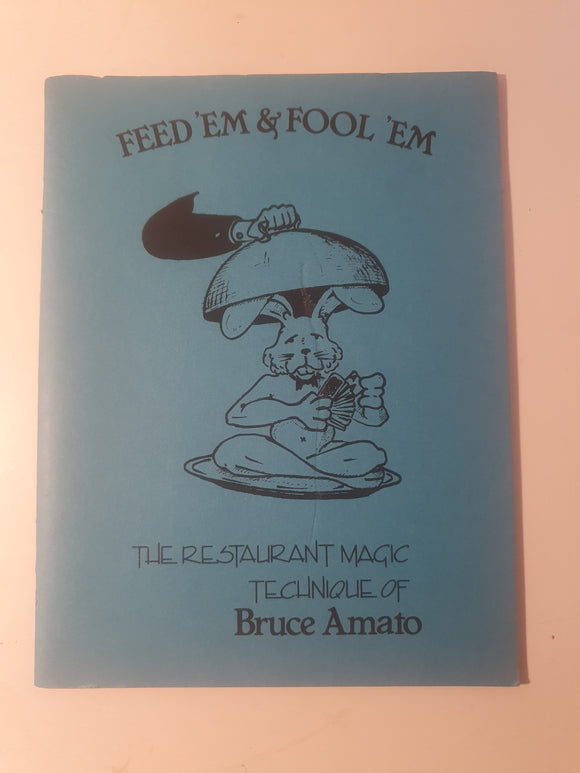 FEED 'EM & FOOL 'EM
THE RESTAURANT MAGIC
TECHNIQUE OF
Bruce Amato